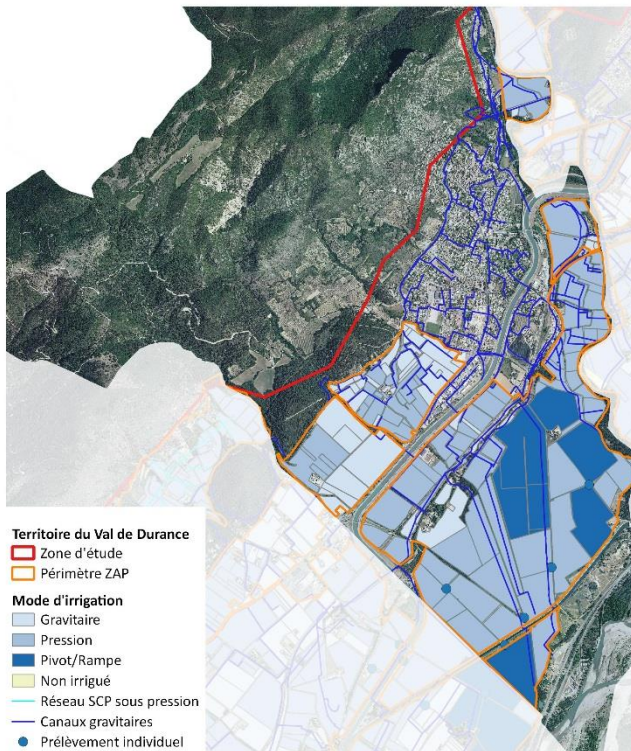 Territoire du Val de Durance
Zone d'étude
Périmètre ZAP
Mode d'irrigation
Gravitaire
Pression
Pivot/Rampe
Non irrigué
Réseau SCP sous pression
Canaux gravitaires
Prélèvement individuel